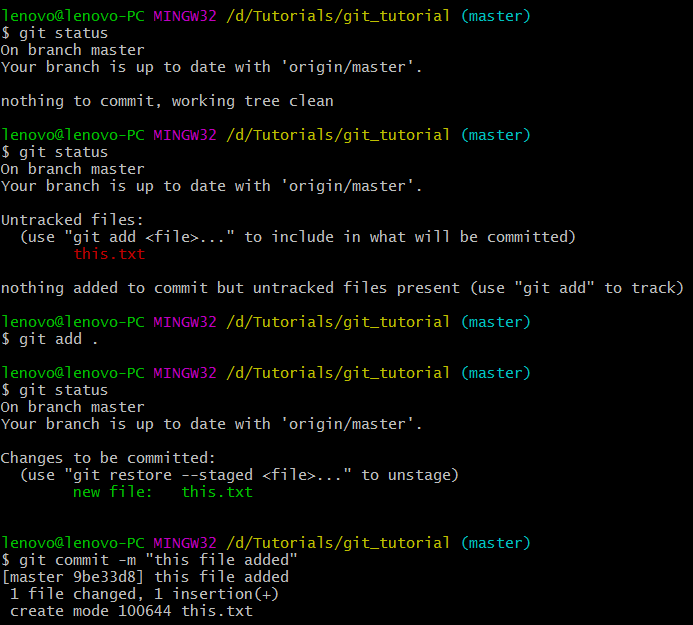 lenovo@lenovo-PC MINGW32 /d/Tutorials/git_tutorial (master)
$ git status
On branch master
Your branch is up to date with 'origin/master'.
nothing to commit, working tree clean
lenovo@lenovo-PC MINGW32 /d/Tutorials/git_tutorial (master)
$ git status
On branch master
Your branch is up to date with 'origin/master'.
Untracked files:
(use "git add <file>..." to include in what will be committed)
this.txt
nothing added to commit but untracked files present (use "git add" to track)
lenovo@lenovo-PC MINGW32 /d/Tutorials/git_tutorial (master)
$ git add .
lenovo@lenovo-PC MINGW32 /d/Tutorials/git_tutorial (master)
$ git status
On branch master
Your branch is up to date with 'origin/master'.
Changes to be committed:
(use "git restore --staged <file>..." to unstage)
new file:   this.txt
lenovo@lenovo-PC MINGW32 /d/Tutorials/git_tutorial (master)
$ git commit -m "this file added"
[master 9be33d8] this file added
1 file changed, 1 insertion(+)
create mode 100644 this.txt